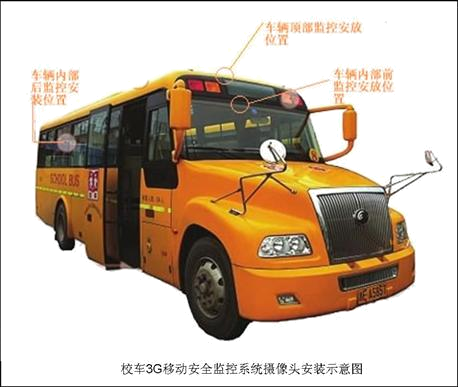 车辆顶部监控安放
位置
车辆内部
后监控安
装位置
车辆内部前
监控安放位置
SCHOOL BUS
校车3G移动安全监控系统摄像头安装示意图